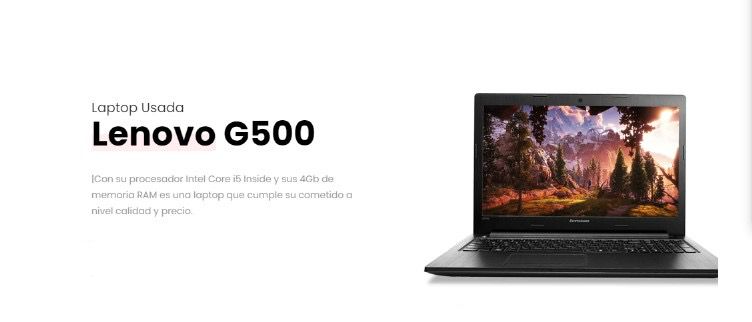 Laptop Usada
Lenovo G500
|Con su procesador Intel Core i5 Inside y sus 4Gb de
memoria RAM es una laptop que cumple su cometido a
nivel calidad y precio.
lenovo